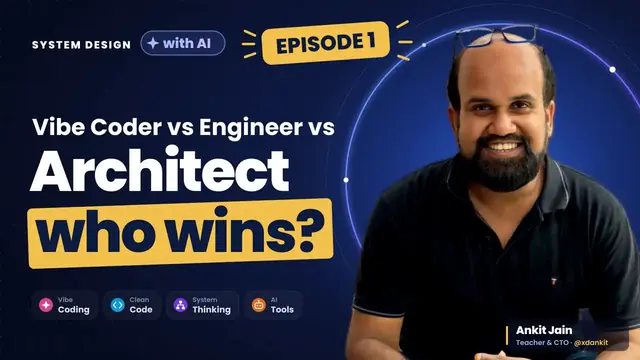 SYSTEM DESIGN
with AI
EPISODE 1
Vibe Coder vs Engineer vs
Architect
who wins?
Vibe
Coding
Clean
Code
System
Thinking
AI
Tools
Ankit Jain
Teacher & CTO · @xdankit